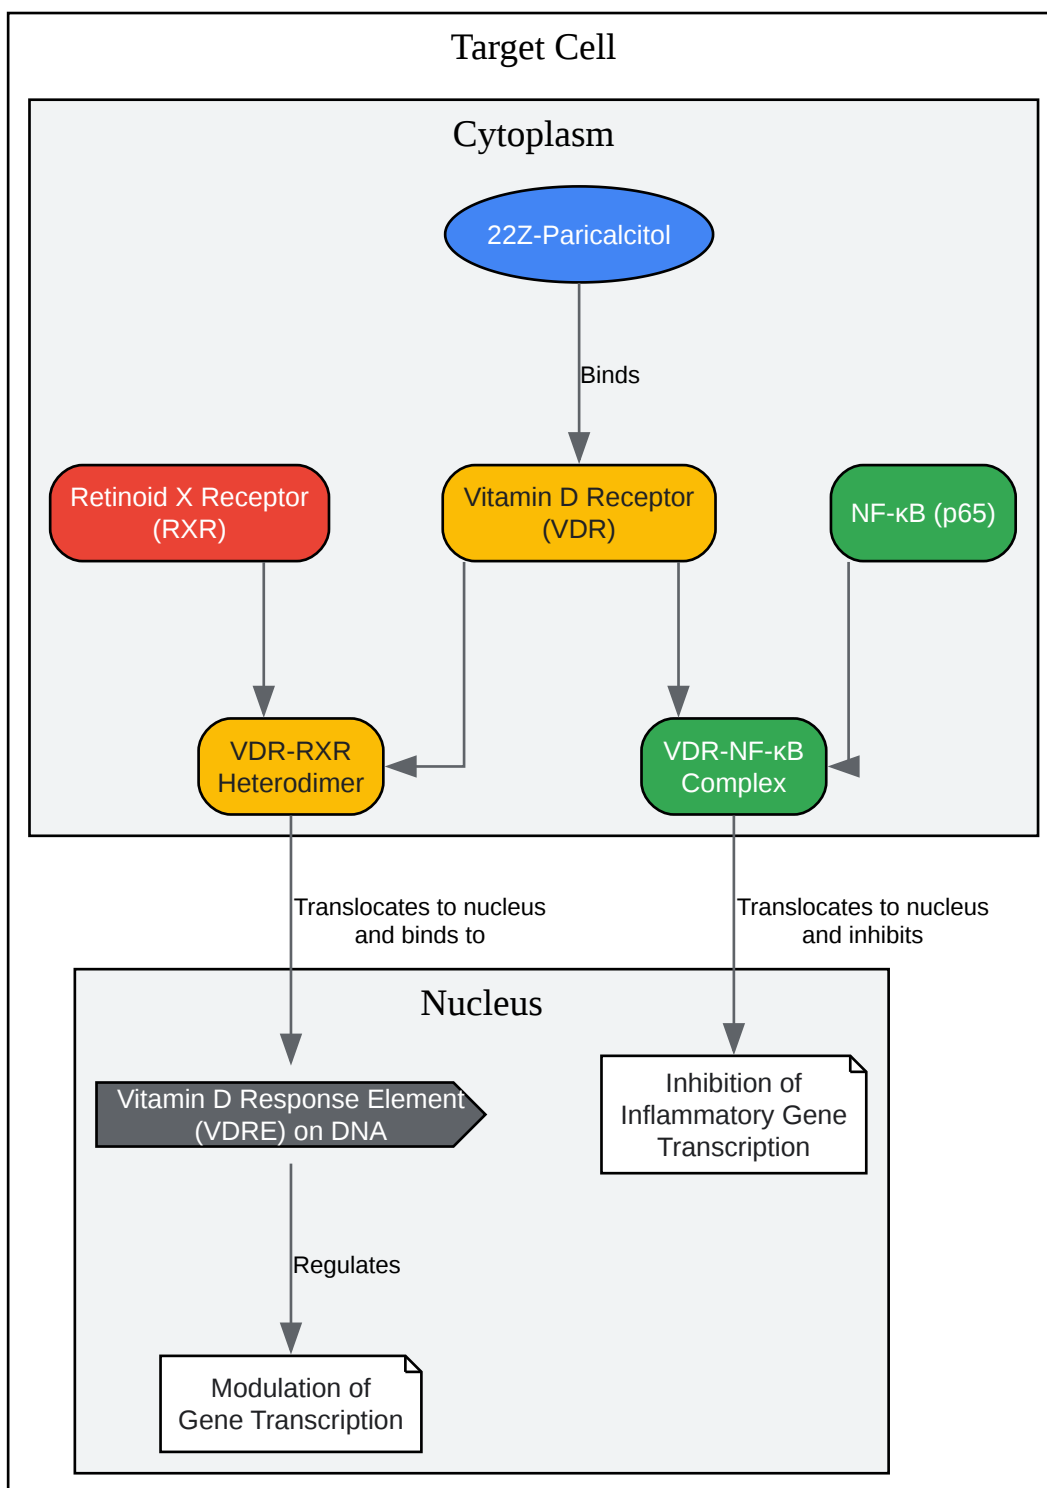 Target Cell
Cytoplasm
22Z-Paricalcitol
Binds
Retinoid X Receptor
(RXR)
Vitamin D Receptor
(VDR)
NF-κB (p65)
VDR-RXR
Heterodimer
VDR-NF-κB
Complex
Translocates to nucleus
and binds to
Translocates to nucleus
and inhibits
Nucleus
Vitamin D Response Element
(VDRE) on DNA
Inhibition of
Inflammatory Gene
Transcription
Regulates
Modulation of
Gene Transcription